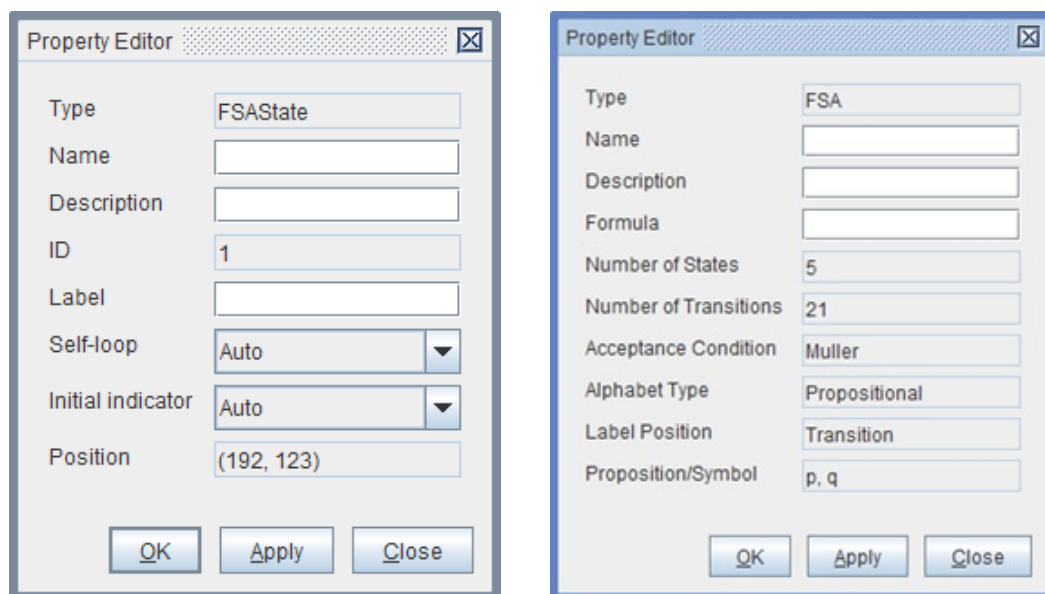 Property Editor
Type FSAState
Name
Description
ID 1
Label
Self-loop Auto
Initial indicator Auto
Position (192, 123)
OK Apply Close
Property Editor
Type FSA
Name
Description
Formula
Number of States 5
Number of Transitions 21
Acceptance Condition Muller
Alphabet Type Propositional
Label Position Transition
Proposition/Symbol p, q
OK Apply Close